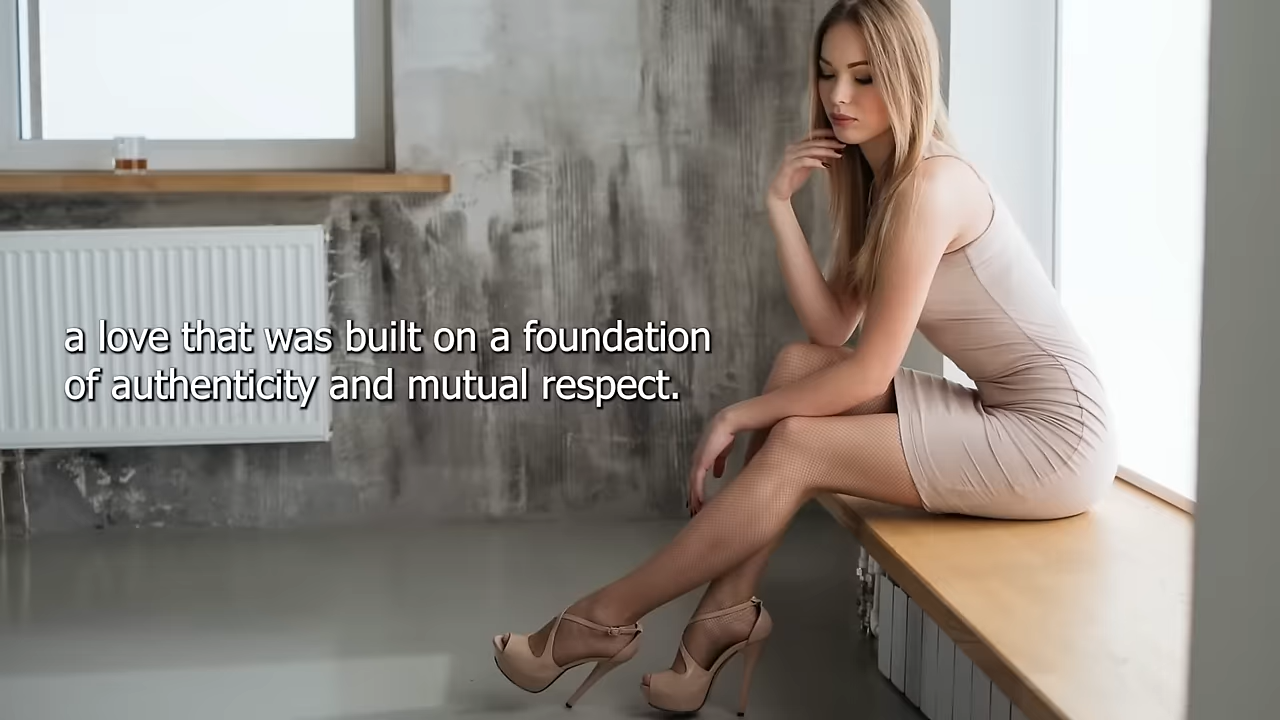 a love that was built on a foundation
of authenticity and mutual respect.